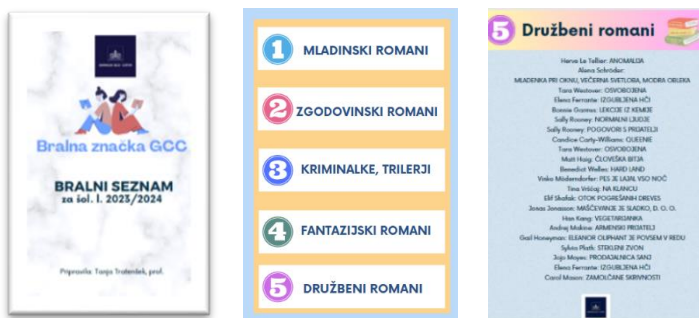 Bralna značka GCC
BRALNI SEZNAM
za šol. l. 2023/2024
Pripravila: Tanja Trotenšek, prof.
1 MLADINSKI ROMANI
2 ZGODOVINSKI ROMANI
3 KRIMINALKE, TRILERJI
4 FANTAZIJSKI ROMANI
5 DRUŽBENI ROMANI
5 Družbeni romani
Herve Le Tellier: ANOMALIJA
Alena Schröder:
MLADENKA PRI OKNU, VEČERNA SVETLOBA, MODRA OBLEKA
Tara Westover: OSVOBOJENA
Elena Ferrante: IZGUBLJENA HČI
Bonnie Garmus: LEKCIJE IZ KEMIJE
Sally Rooney: NORMALNI LJUDJE
Sally Rooney: POGOVORI S PRIJATELJI
Candice Carty-Williams: QUEENIE
Tara Westover: OSVOBOJENA
Matt Haig: ČLOVEŠKA BITJA
Benedict Welles: HARD LAND
Vinko Möderndorfer: PES JE LAJAL VSO NOČ
Tina Vrščaj: NA KLANCU
Elif Shafak: OTOK POGREŠANIH DREVES
Jonas Jonasson: MAŠČEVANJE JE SLADKO, D. O. O.
Han Kang: VEGETARIJANKA
Andrej Makine: ARMENSKI PRIJATELJ
Gail Honeyman: ELEANOR OLIPHANT JE POVSEM V REDU
Sylvia Plath: STEKLENI ZVON
Jojo Moyes: PRODAJALNICA SANJ
Elena Ferrante: IZGUBLJENA HČI
Carol Mason: ZAMOLČANE SKRIVNOSTI